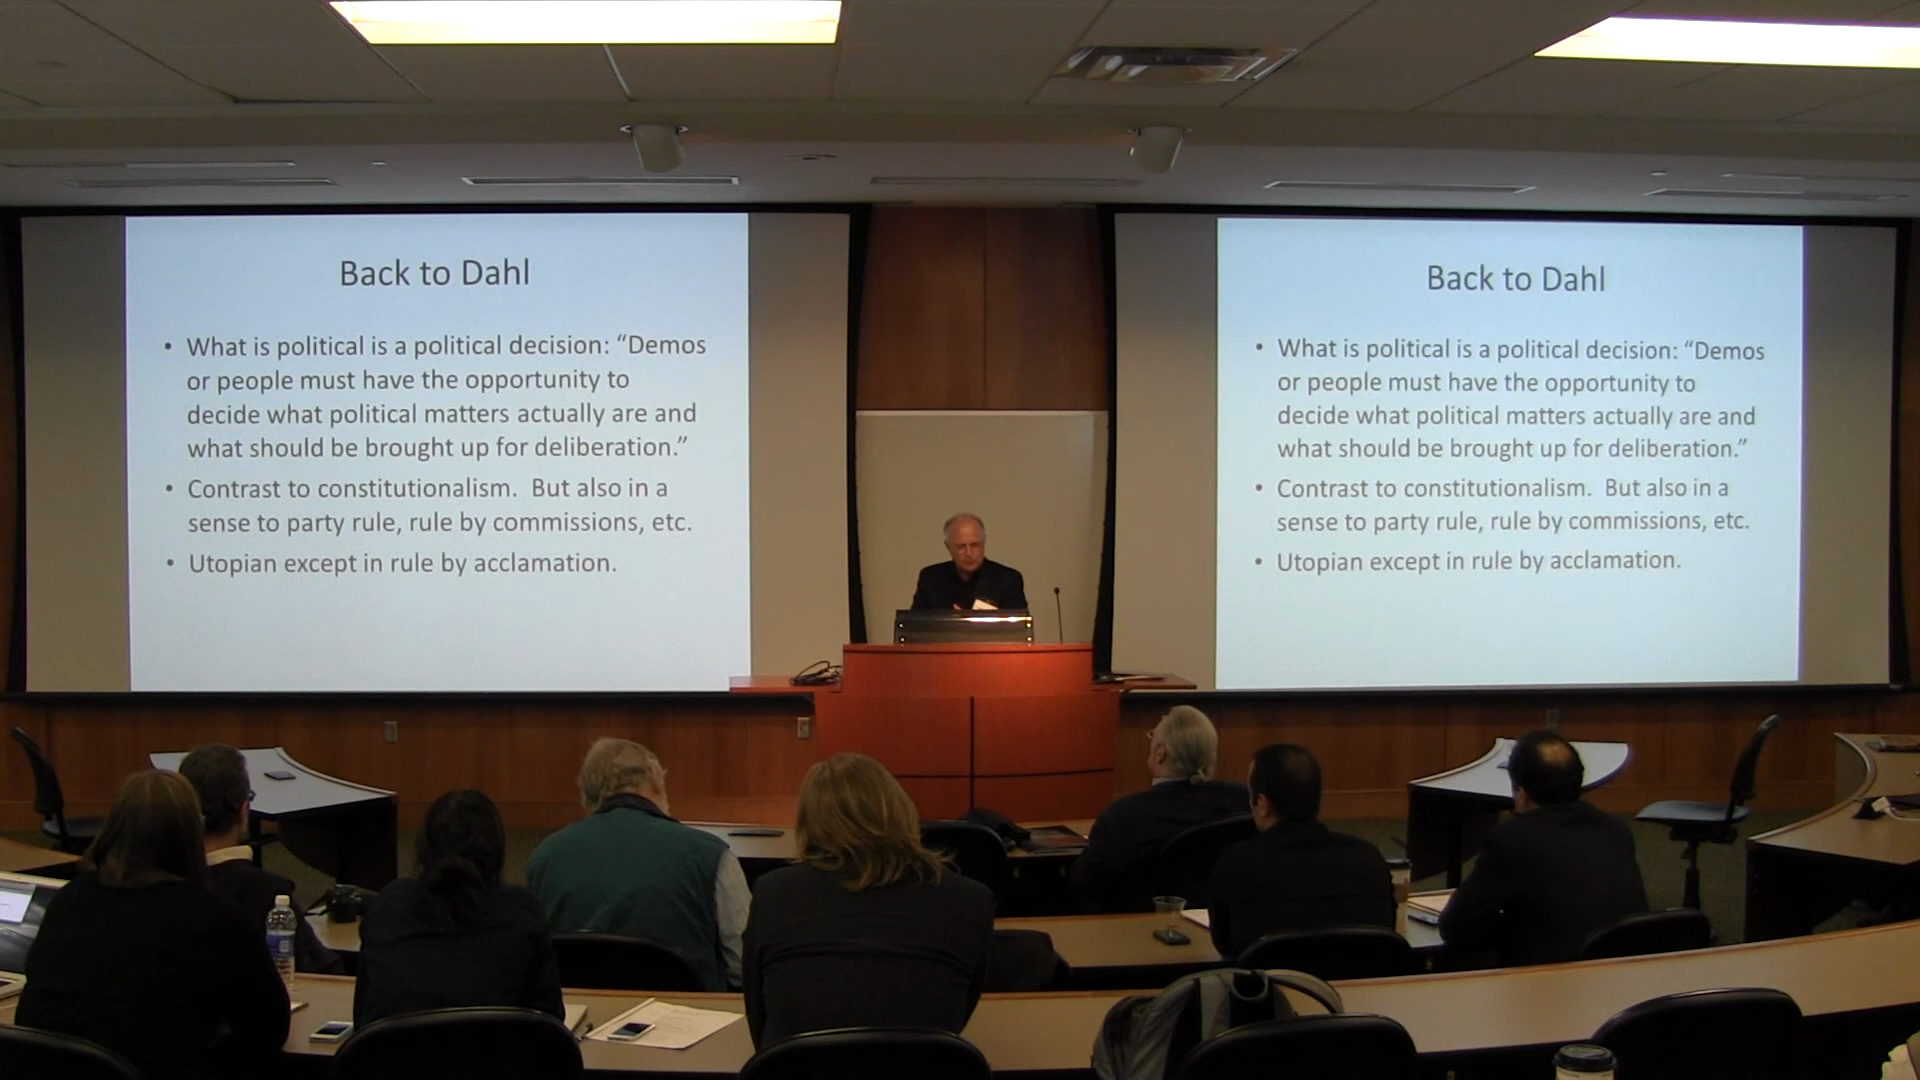 Back to Dahl
• What is political is a political decision: “Demos
or people must have the opportunity to
decide what political matters actually are and
what should be brought up for deliberation.”
• Contrast to constitutionalism.  But also in a
sense to party rule, rule by commissions, etc.
• Utopian except in rule by acclamation.
Back to Dahl
• What is political is a political decision: “Demos
or people must have the opportunity to
decide what political matters actually are and
what should be brought up for deliberation.”
• Contrast to constitutionalism.  But also in a
sense to party rule, rule by commissions, etc.
• Utopian except in rule by acclamation.